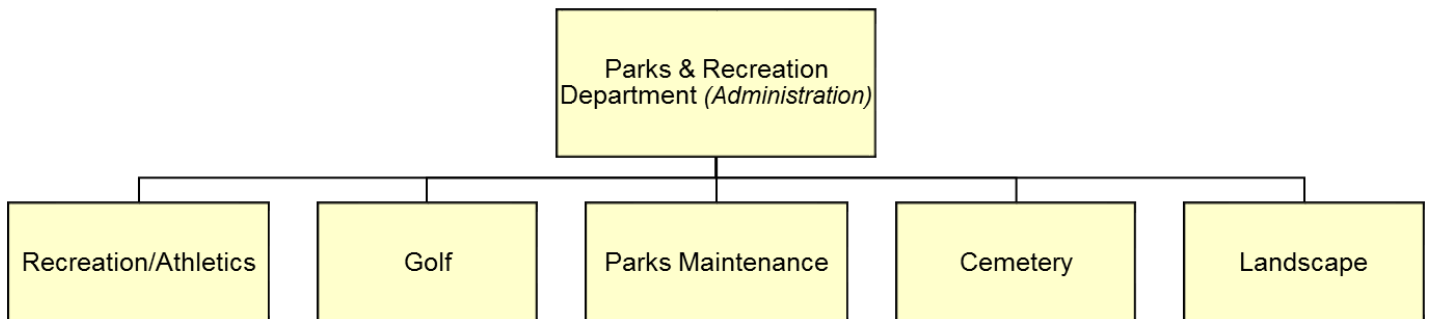 Parks & Recreation
Department (Administration)
Recreation/Athletics
Golf
Parks Maintenance
Cemetery
Landscape